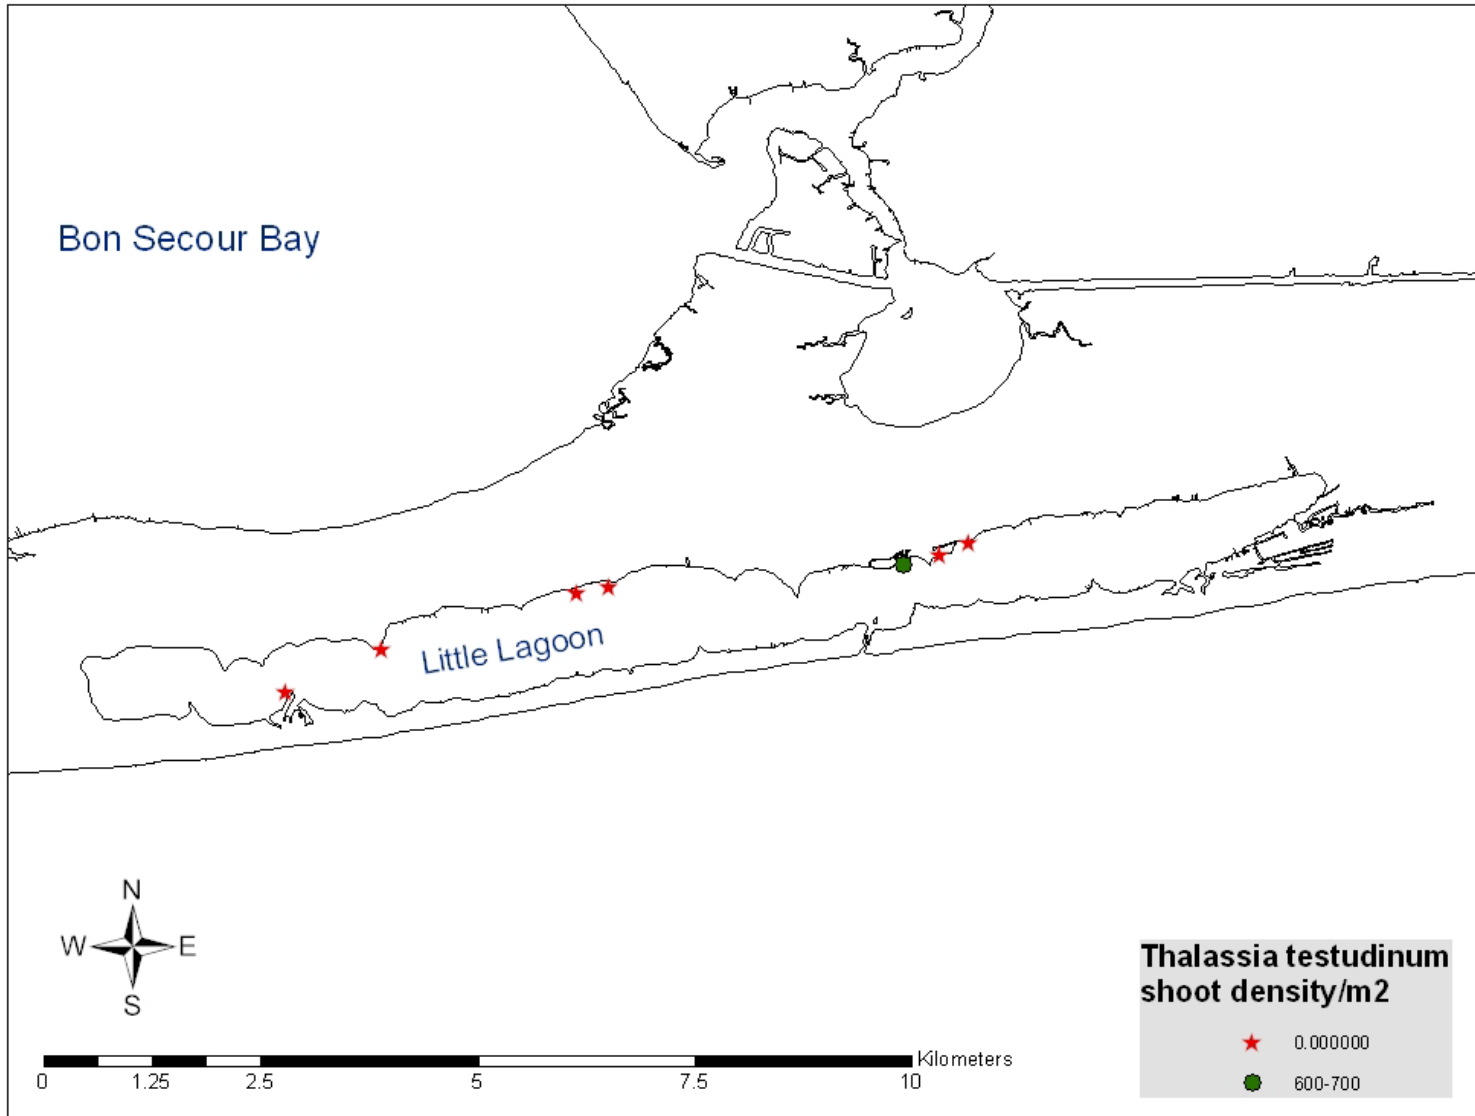 Bon Secour Bay
Little Lagoon
N
W E
S
Thalassia testudinum
shoot density/m2
0.000000
600-700
Kilometers
0 1.25 2.5 5 7.5 10